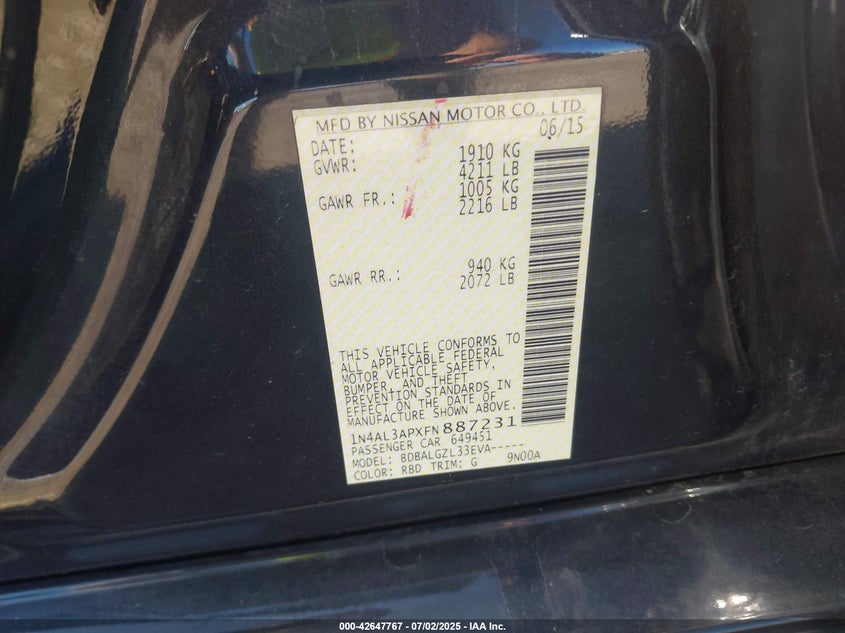 MFD BY NISSAN MOTOR CO., LTD.
DATE: 06/15
GVWR: 1910 KG
4211 LB
GAWR FR.: 1005 KG
2216 LB
GAWR RR.: 940 KG
2072 LB
THIS VEHICLE CONFORMS TO
ALL APPLICABLE FEDERAL
MOTOR VEHICLE SAFETY,
BUMPER, AND THEFT
PREVENTION STANDARDS IN
EFFECT ON THE DATE OF
MANUFACTURE SHOWN ABOVE.
1N4AL3APXFN887231
PASSENGER CAR 649451
MODEL: BDBALGZL33EVA-----
COLOR: RBD TRIM: G 9N00A
000-42647767 - 07/02/2025 - IAA Inc.